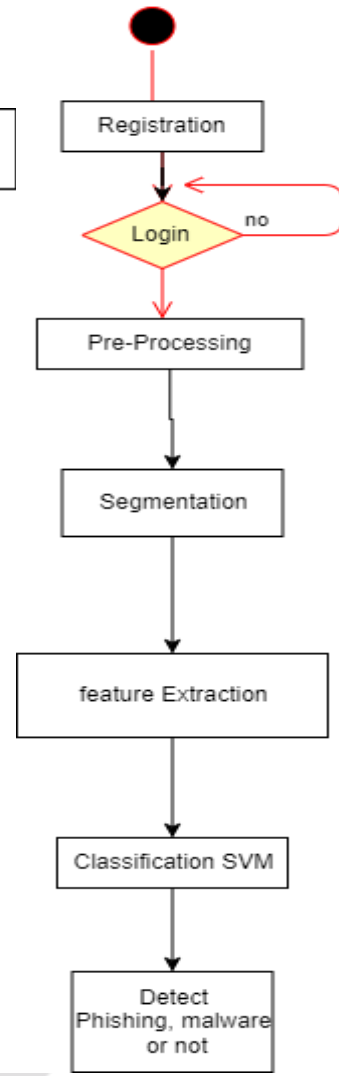 Registration
Login
no
Pre-Processing
Segmentation
feature Extraction
Classification SVM
Detect
Phishing, malware
or not